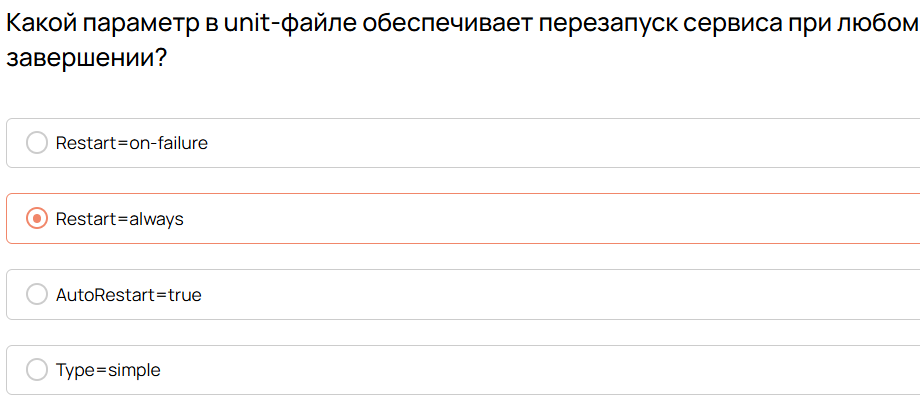 Какой параметр в unit-файле обеспечивает перезапуск сервиса при любом
завершении?
Restart=on-failure
Restart=always
AutoRestart=true
Type=simple